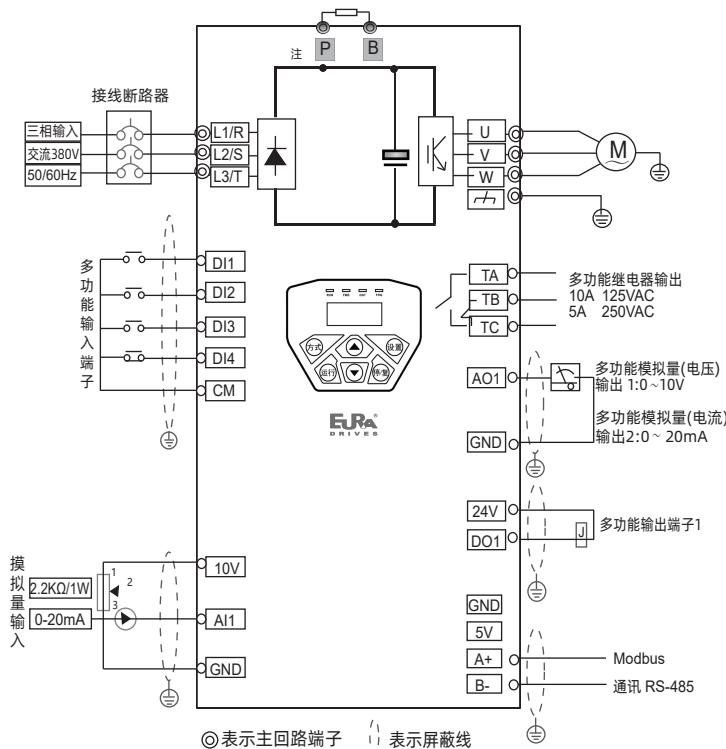 注
P
B
接线断路器
三相输入
交流380V
50/60Hz
L1/R
L2/S
L3/T
U
V
W
M
多功能输入端子
DI1
DI2
DI3
DI4
CM
RUN FWD DGT FRQ
方式
设置
运行
停/复
EURA®
DRIVES
TA
TB
TC
多功能继电器输出
10A 125VAC
5A 250VAC
AO1
GND
多功能模拟量(电压)
输出 1:0~10V
多功能模拟量(电流)
输出2:0~ 20mA
24V
DO1
J
多功能输出端子1
摸拟量输入
2.2KΩ/1W
0-20mA
1
2
3
10V
AI1
GND
GND
5V
A+
B-
Modbus
通讯 RS-485
表示主回路端子
表示屏蔽线